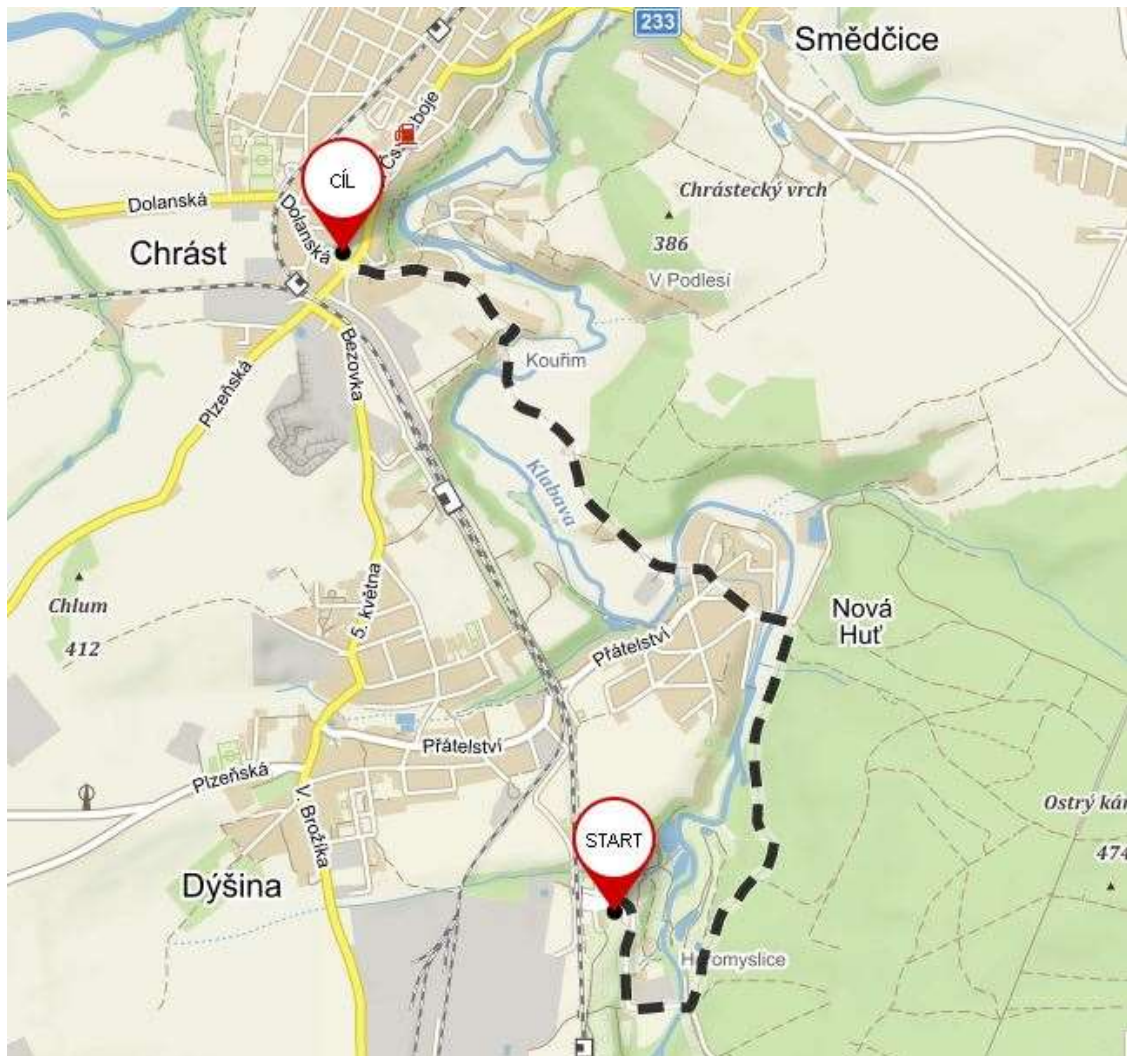 233
Smědčice
CÍL
Dolanská
Dolanská
Chrást
Chrástecký vrch
386
V Podlesí
Kouřim
Bezovka
Plzeňská
Klabava
5. května
Chlum
412
Nová
Huť
Přátelství
Přátelství
Plzeňská
V. Brožíka
START
Ostrý
474
Dýšina